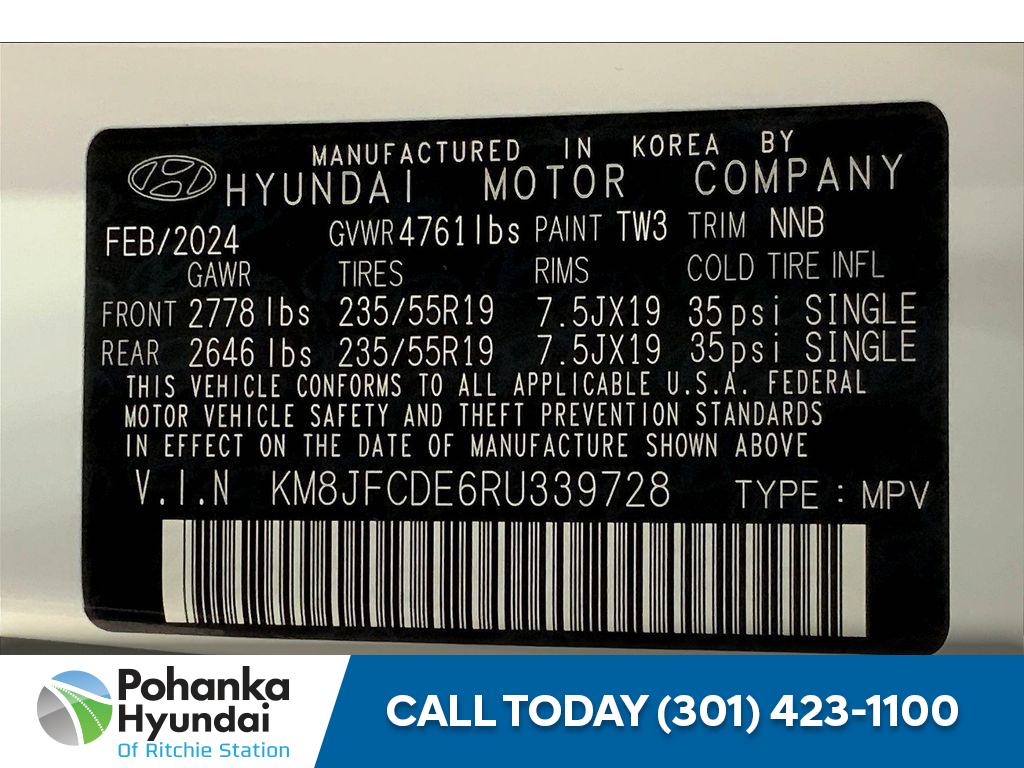 MANUFACTURED IN KOREA BY
HYUNDAI MOTOR COMPANY
FEB/2024 GVWR 4761lbs PAINT TW3 TRIM NNB
GAWR TIRES RIMS COLD TIRE INFL
FRONT 2778 lbs 235/55R19 7.5JX19 35psi SINGLE
REAR 2646 lbs 235/55R19 7.5JX19 35psi SINGLE
THIS VEHICLE CONFORMS TO ALL APPLICABLE U.S.A. FEDERAL
MOTOR VEHICLE SAFETY AND THEFT PREVENTION STANDARDS
IN EFFECT ON THE DATE OF MANUFACTURE SHOWN ABOVE
V.I.N KM8JFCDE6RU339728 TYPE : MPV
Pohanka
Hyundai
Of Ritchie Station
CALL TODAY (301) 423-1100